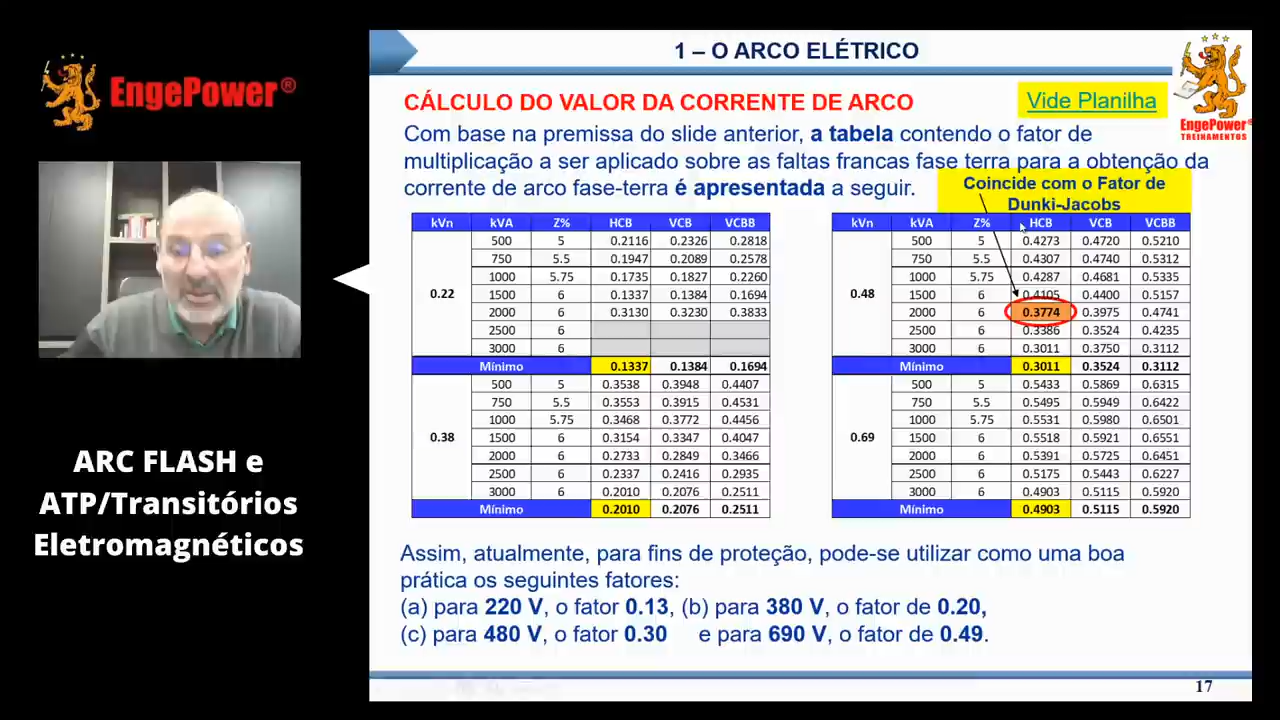 EngePower®
ARC FLASH e
ATP/Transitórios
Eletromagnéticos
1 – O ARCO ELÉTRICO
CÁLCULO DO VALOR DA CORRENTE DE ARCO
Vide Planilha
EngePower®
TREINAMENTOS
Com base na premissa do slide anterior, a tabela contendo o fator de
multiplicação a ser aplicado sobre as faltas francas fase terra para a obtenção da
corrente de arco fase-terra é apresentada a seguir.
Coincide com o Fator de
Dunki-Jacobs
kVn kVA Z% HCB VCB VCBB
500 5 0.2116 0.2326 0.2818
750 5.5 0.1947 0.2089 0.2578
1000 5.75 0.1735 0.1827 0.2260
0.22 1500 6 0.1337 0.1384 0.1694
2000 6 0.3130 0.3230 0.3833
2500 6
3000 6
Mínimo 0.1337 0.1384 0.1694
500 5 0.3538 0.3948 0.4407
750 5.5 0.3553 0.3915 0.4531
1000 5.75 0.3468 0.3772 0.4456
0.38 1500 6 0.3154 0.3347 0.4047
2000 6 0.2733 0.2849 0.3466
2500 6 0.2337 0.2416 0.2935
3000 6 0.2010 0.2076 0.2511
Mínimo 0.2010 0.2076 0.2511
kVn kVA Z% HCB VCB VCBB
500 5 0.4273 0.4720 0.5210
750 5.5 0.4307 0.4740 0.5312
1000 5.75 0.4287 0.4681 0.5335
0.48 1500 6 0.4105 0.4400 0.5157
2000 6 0.3774 0.3975 0.4741
2500 6 0.3386 0.3524 0.4235
3000 6 0.3011 0.3750 0.3112
Mínimo 0.3011 0.3524 0.3112
500 5 0.5433 0.5869 0.6315
750 5.5 0.5495 0.5949 0.6422
1000 5.75 0.5531 0.5980 0.6501
0.69 1500 6 0.5518 0.5921 0.6551
2000 6 0.5391 0.5725 0.6451
2500 6 0.5175 0.5443 0.6227
3000 6 0.4903 0.5115 0.5920
Mínimo 0.4903 0.5115 0.5920
Assim, atualmente, para fins de proteção, pode-se utilizar como uma boa
prática os seguintes fatores:
(a) para 220 V, o fator 0.13, (b) para 380 V, o fator de 0.20,
(c) para 480 V, o fator 0.30 e para 690 V, o fator de 0.49.
17